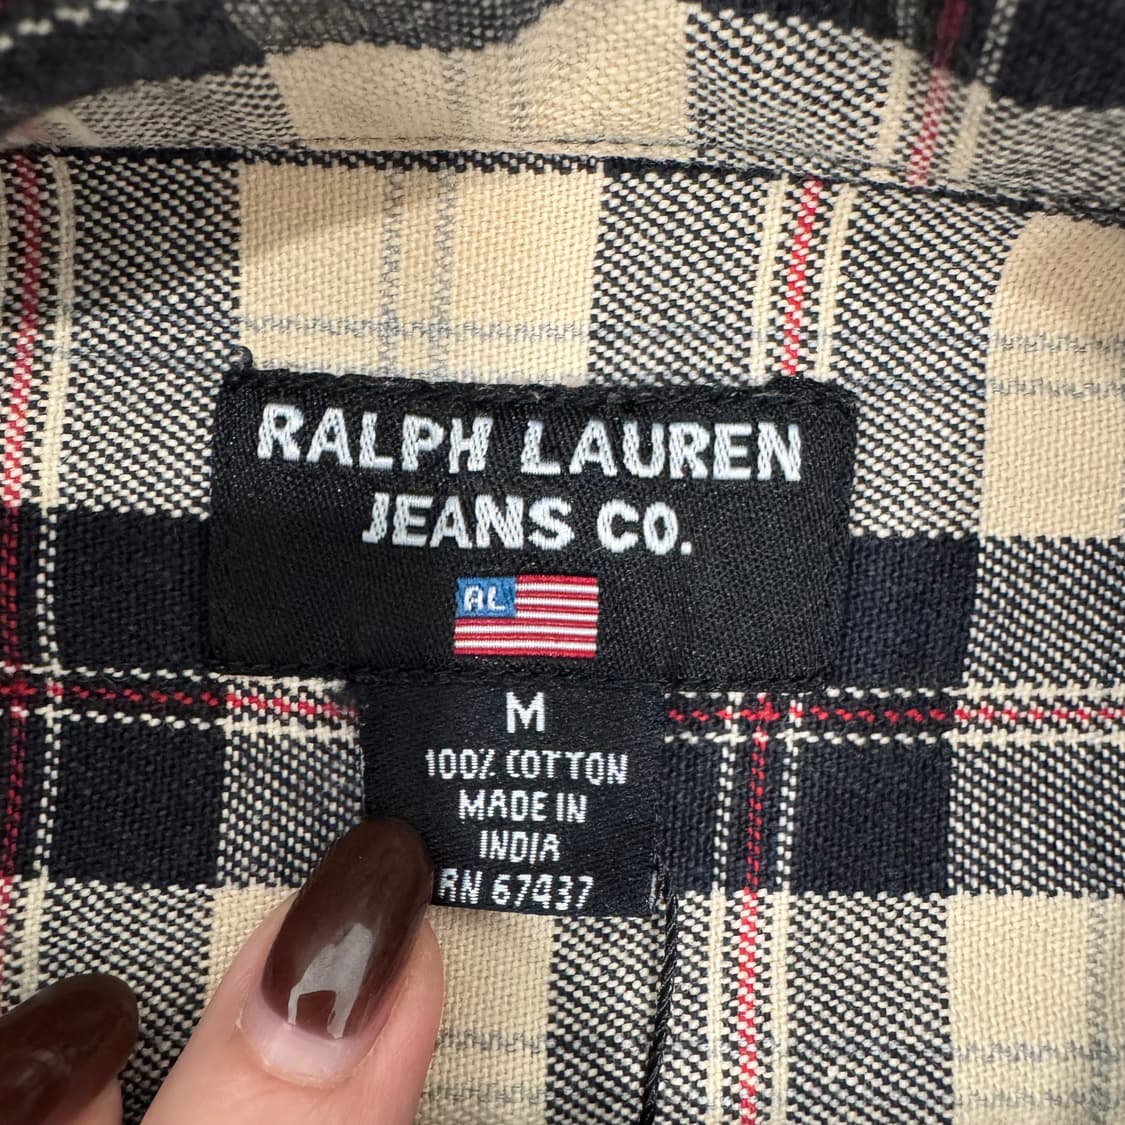 RALPH LAUREN
JEANS CO.
RL
M
100% COTTON
MADE IN
INDIA
RN 67437